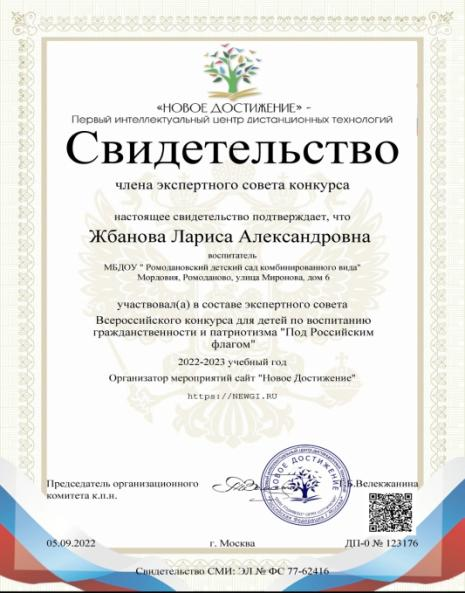 «НОВОЕ ДОСТИЖЕНИЕ» -
Первый интеллектуальный центр дистанционных технологий
Свидетельство
члена экспертного совета конкурса
настоящее свидетельство подтверждает, что
Жбанова Лариса Александровна
воспитатель
МБДОУ " Ромодановский детский сад комбинированного вида"
Мордовия, Ромоданово, улица Миронова, дом 6
участвовал(а) в составе экспертного совета
Всероссийского конкурса для детей по воспитанию
гражданственности и патриотизма "Под Российским
флагом"
2022-2023 учебный год
Организатор мероприятий сайт "Новое Достижение"
https://NEWGI.RU
Председатель организационного
комитета к.п.н.
НОВОЕ ДОСТИЖЕНИЕ
Т.Б.Велекжанина
05.09.2022
г. Москва
ДП-0 № 123176
Свидетельство СМИ: ЭЛ № ФС 77-62416